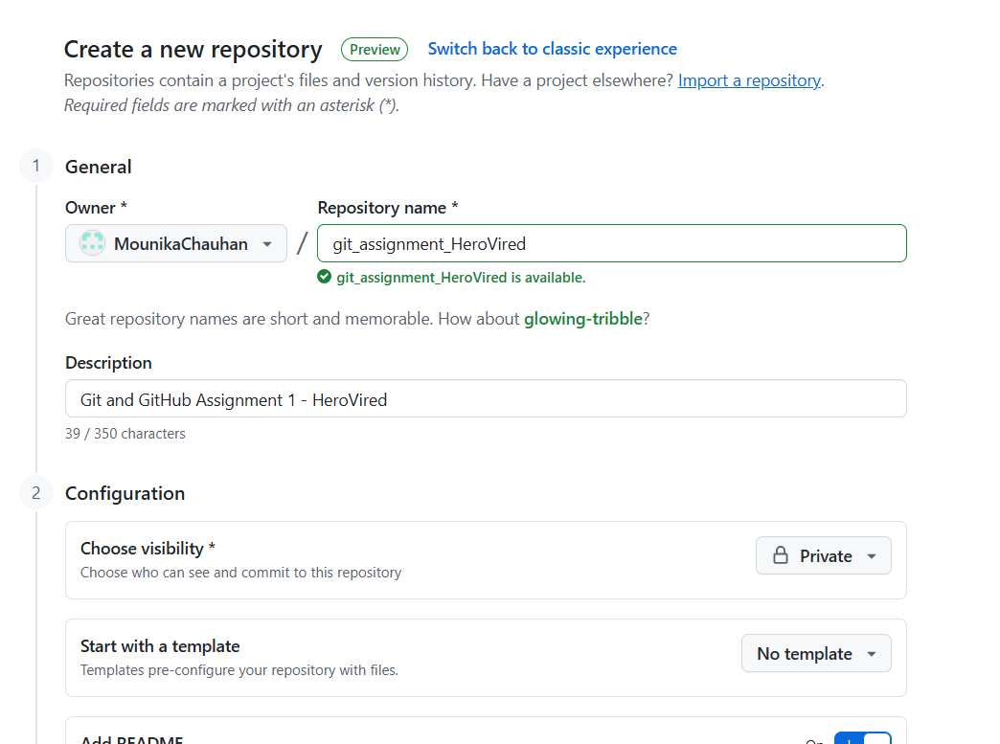 Create a new repository Preview Switch back to classic experience
Repositories contain a project's files and version history. Have a project elsewhere? Import a repository.
Required fields are marked with an asterisk (*).
1 General
Owner * Repository name *
MounikaChauhan / git_assignment_HeroVired
git_assignment_HeroVired is available.
Great repository names are short and memorable. How about glowing-tribble?
Description
Git and GitHub Assignment 1 - HeroVired
39 / 350 characters
2 Configuration
Choose visibility *
Private
Choose who can see and commit to this repository
Start with a template
No template
Templates pre-configure your repository with files.
Add README
On